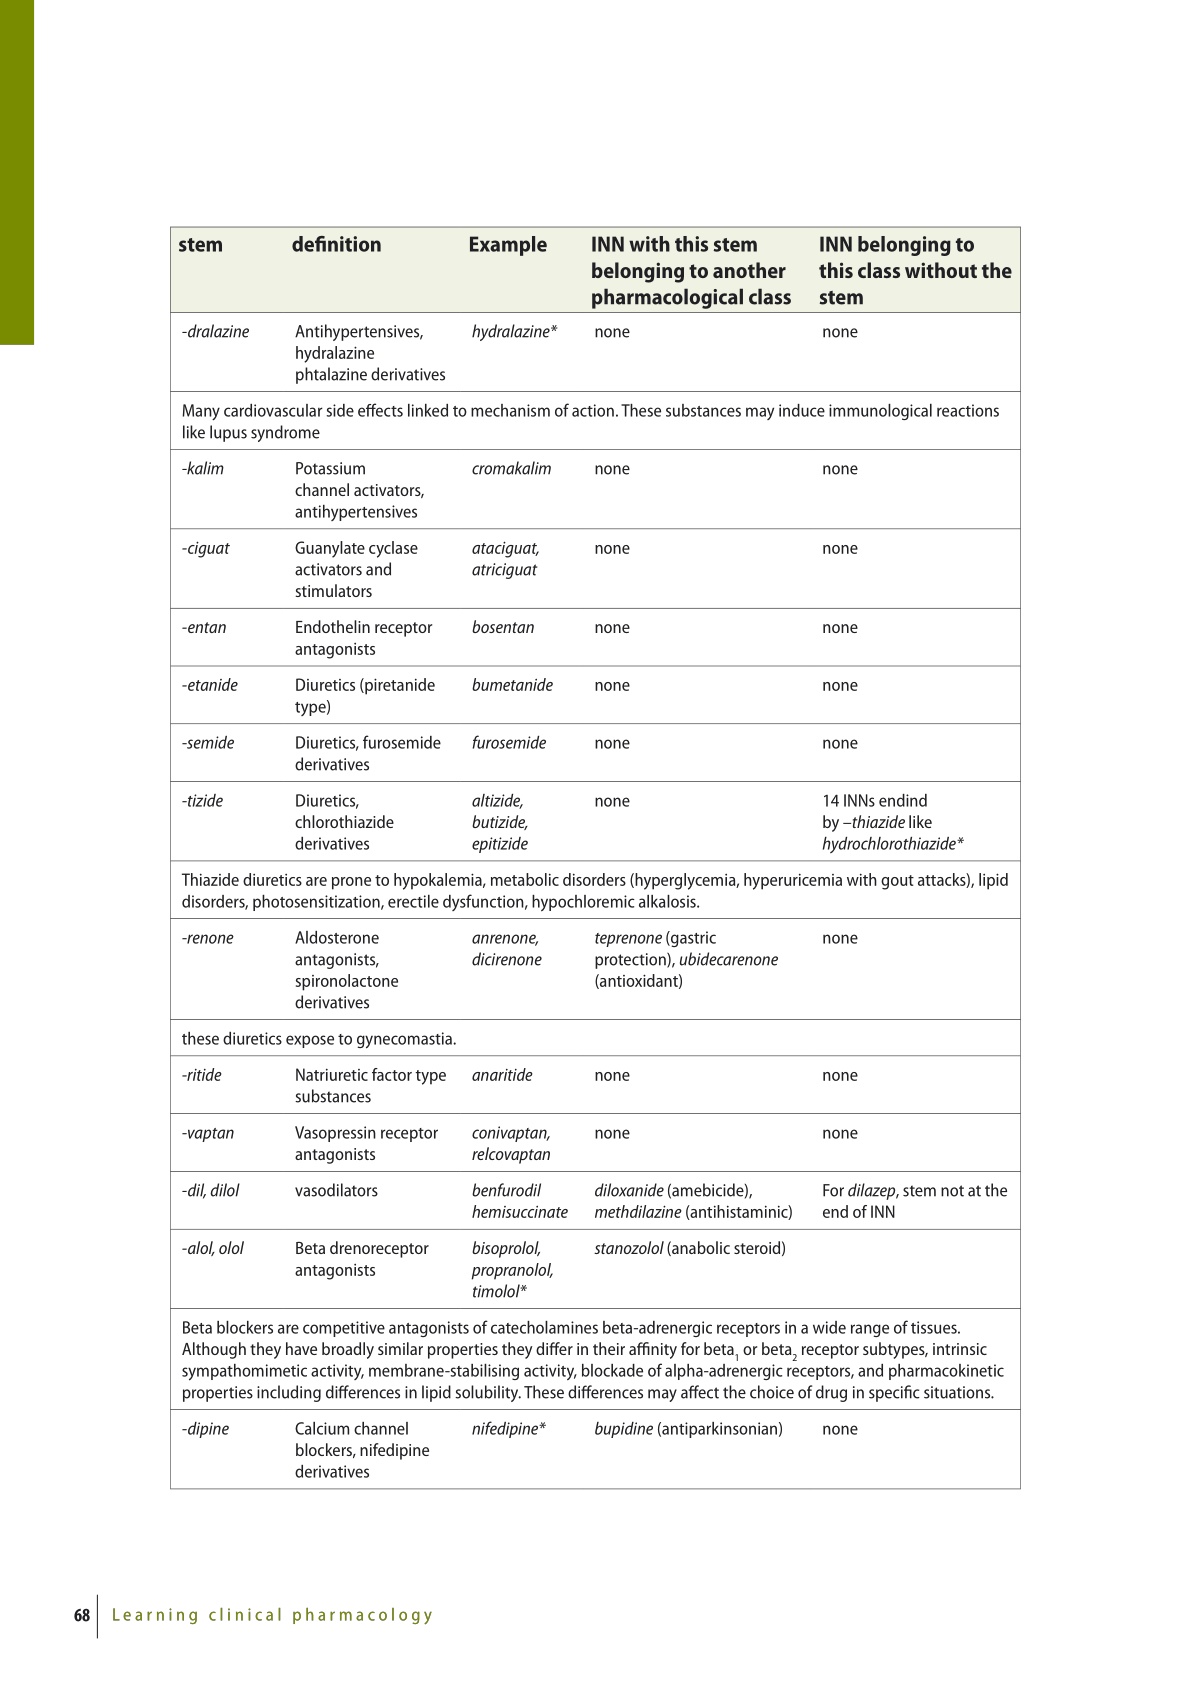 stem definition Example INN with this stem INN belonging to
belonging to another this class without the
pharmacological class stem
-dralazine Antihypertensives, hydralazine* none none
hydralazine
phtalazine derivatives
Many cardiovascular side effects linked to mechanism of action. These substances may induce immunological reactions
like lupus syndrome
-kalim Potassium cromakalim none none
channel activators,
antihypertensives
-ciguat Guanylate cyclase ataciguat, none none
activators and atriciguat
stimulators
-entan Endothelin receptor bosentan none none
antagonists
-etanide Diuretics (piretanide bumetanide none none
type)
-semide Diuretics, furosemide furosemide none none
derivatives
-tizide Diuretics, altizide, none 14 INNs endind
chlorothiazide butizide, by –thiazide like
derivatives epitizide hydrochlorothiazide*
Thiazide diuretics are prone to hypokalemia, metabolic disorders (hyperglycemia, hyperuricemia with gout attacks), lipid
disorders, photosensitization, erectile dysfunction, hypochloremic alkalosis.
-renone Aldosterone anrenone, teprenone (gastric none
antagonists, dicirenone protection), ubidecarenone
spironolactone (antioxidant)
derivatives
these diuretics expose to gynecomastia.
-ritide Natriuretic factor type anaritide none none
substances
-vaptan Vasopressin receptor conivaptan, none none
antagonists relcovaptan
-dil, dilol vasodilators benfurodil diloxanide (amebicide), For dilazep, stem not at the
hemisuccinate methdilazine (antihistaminic) end of INN
-alol, olol Beta drenoreceptor bisoprolol, stanozolol (anabolic steroid)
antagonists propranolol,
timolol*
Beta blockers are competitive antagonists of catecholamines beta-adrenergic receptors in a wide range of tissues.
Although they have broadly similar properties they differ in their affinity for beta1 or beta2 receptor subtypes, intrinsic
sympathomimetic activity, membrane-stabilising activity, blockade of alpha-adrenergic receptors, and pharmacokinetic
properties including differences in lipid solubility. These differences may affect the choice of drug in specific situations.
-dipine Calcium channel nifedipine* bupidine (antiparkinsonian) none
blockers, nifedipine
derivatives
68 Learning clinical pharmacology